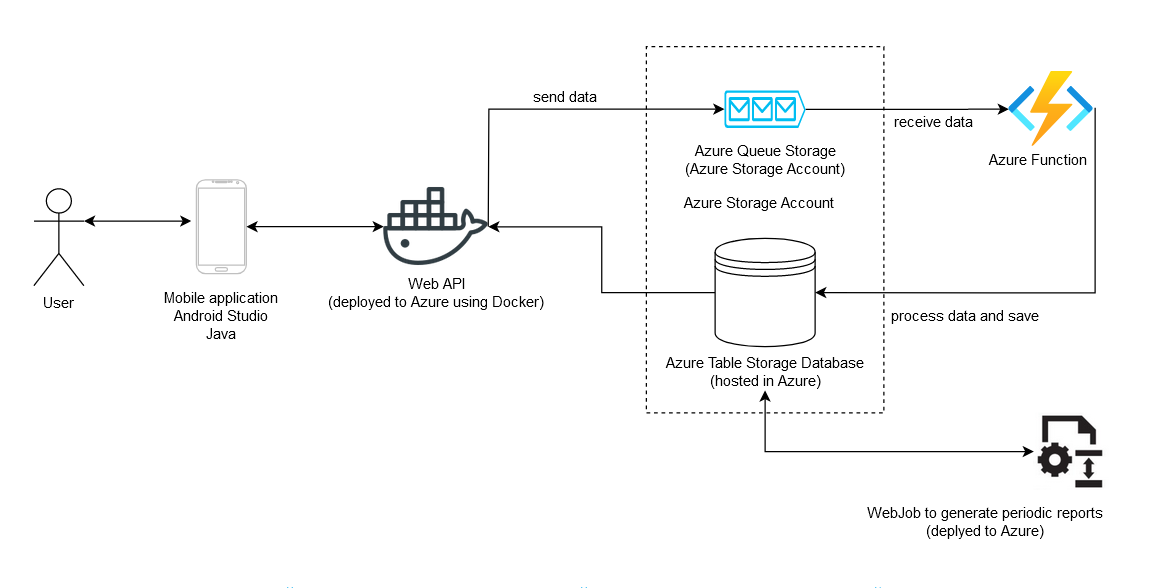 send data
receive data
Azure Queue Storage
(Azure Storage Account)
Azure Function
Azure Storage Account
User
Mobile application
Android Studio
Java
Web API
(deployed to Azure using Docker)
process data and save
Azure Table Storage Database
(hosted in Azure)
WebJob to generate periodic reports
(deplyed to Azure)